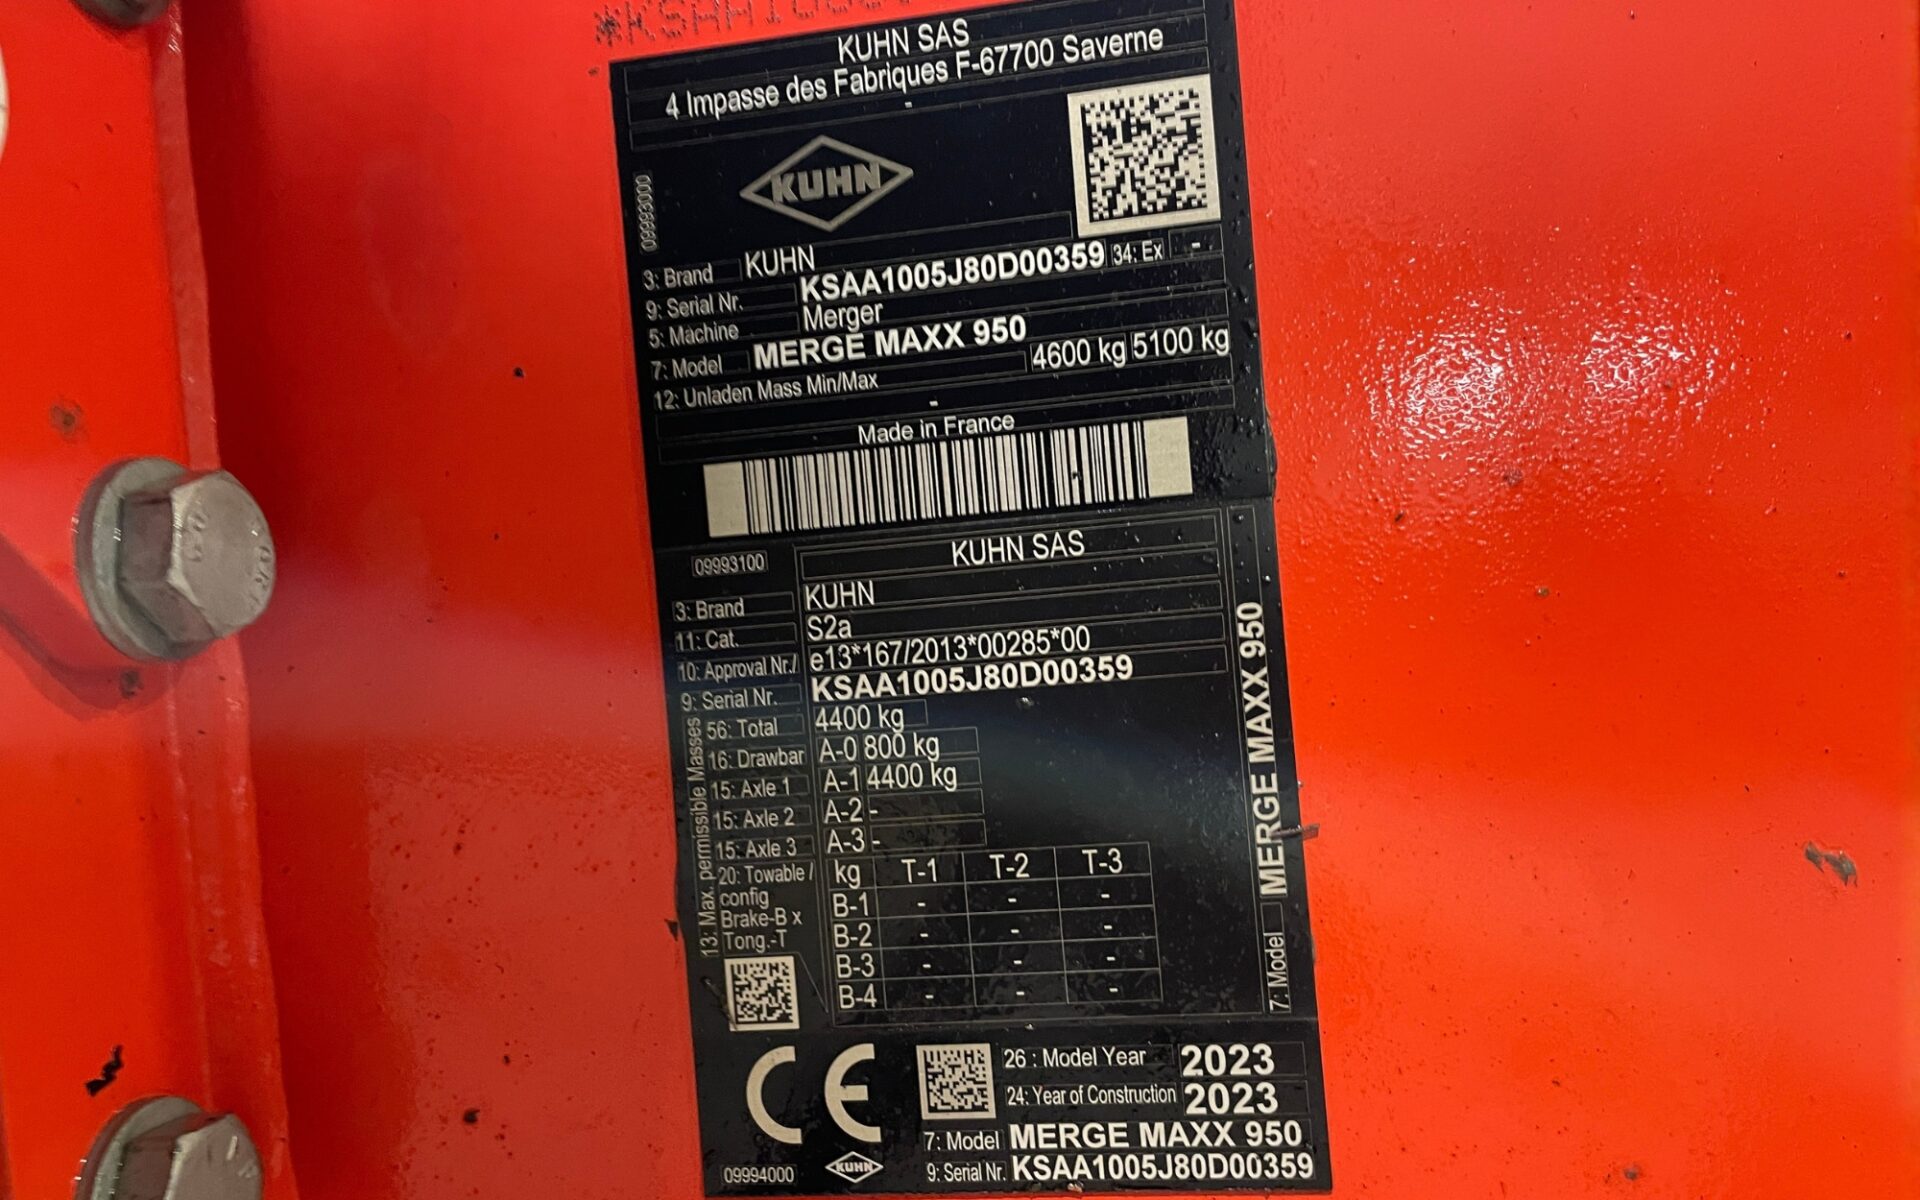 KUHN SAS
4 Impasse des Fabriques F-67700 Saverne
-
KUHN
09993000
3: Brand KUHN
9: Serial Nr. KSAA1005J80D00359 34: Ex -
5: Machine Merger
7: Model MERGE MAXX 950
12: Unladen Mass Min/Max 4600 kg 5100 kg
-
Made in France
09993100 KUHN SAS
3: Brand KUHN
11: Cat. S2a
10: Approval Nr./ e13*167/2013*00285*00
9: Serial Nr. KSAA1005J80D00359
13: Max. permissible Masses
56: Total 4400 kg
16: Drawbar A-0 800 kg
15: Axle 1 A-1 4400 kg
15: Axle 2 A-2 -
15: Axle 3 A-3 -
20: Towable /
config
Brake-B x
Tong.-T
kg T-1 T-2 T-3
B-1 - - -
B-2 - - -
B-3 - - -
B-4 - - -
7: Model MERGE MAXX 950
CE
26 : Model Year 2023
24: Year of Construction 2023
7: Model MERGE MAXX 950
9: Serial Nr. KSAA1005J80D00359
09994000 KUHN